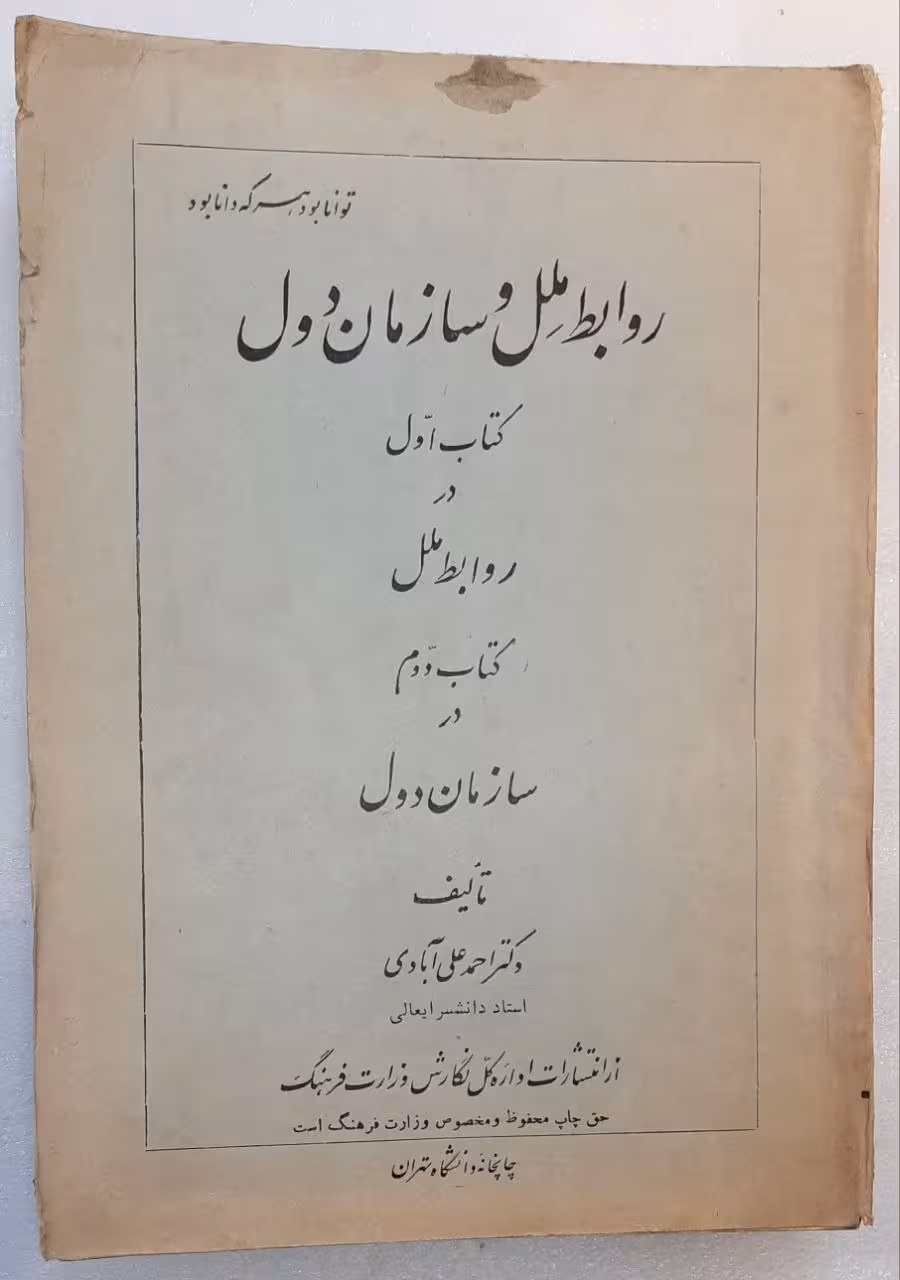 توانا بود هر که دانا بود
روابط ملل و سازمان دول
کتاب اوّل
در
روابط ملل
کتاب دوّم
در
سازمان دول
تألیف
دکتر احمد علی آبادی
استاد دانشسرایعالی
از انتشارات اداره کلّ نگارش وزارت فرهنگ
حق چاپ محفوظ و مخصوص وزارت فرهنگ است
چاپخانه دانشگاه تهران